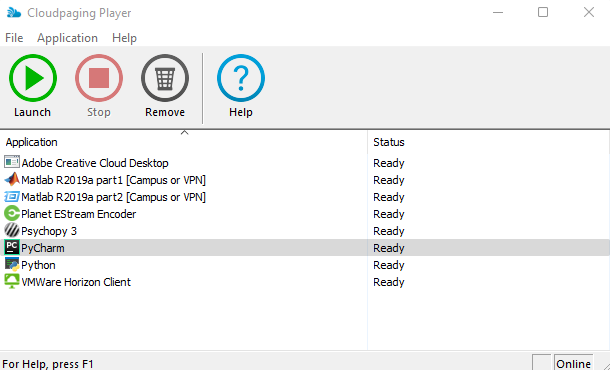 Cloudpaging Player
File Application Help
Launch Stop Remove Help
Application Status
Adobe Creative Cloud Desktop Ready
Matlab R2019a part1 [Campus or VPN] Ready
Matlab R2019a part2 [Campus or VPN] Ready
Planet EStream Encoder Ready
Psychopy 3 Ready
PC PyCharm Ready
Python Ready
VMWare Horizon Client Ready
For Help, press F1 Online